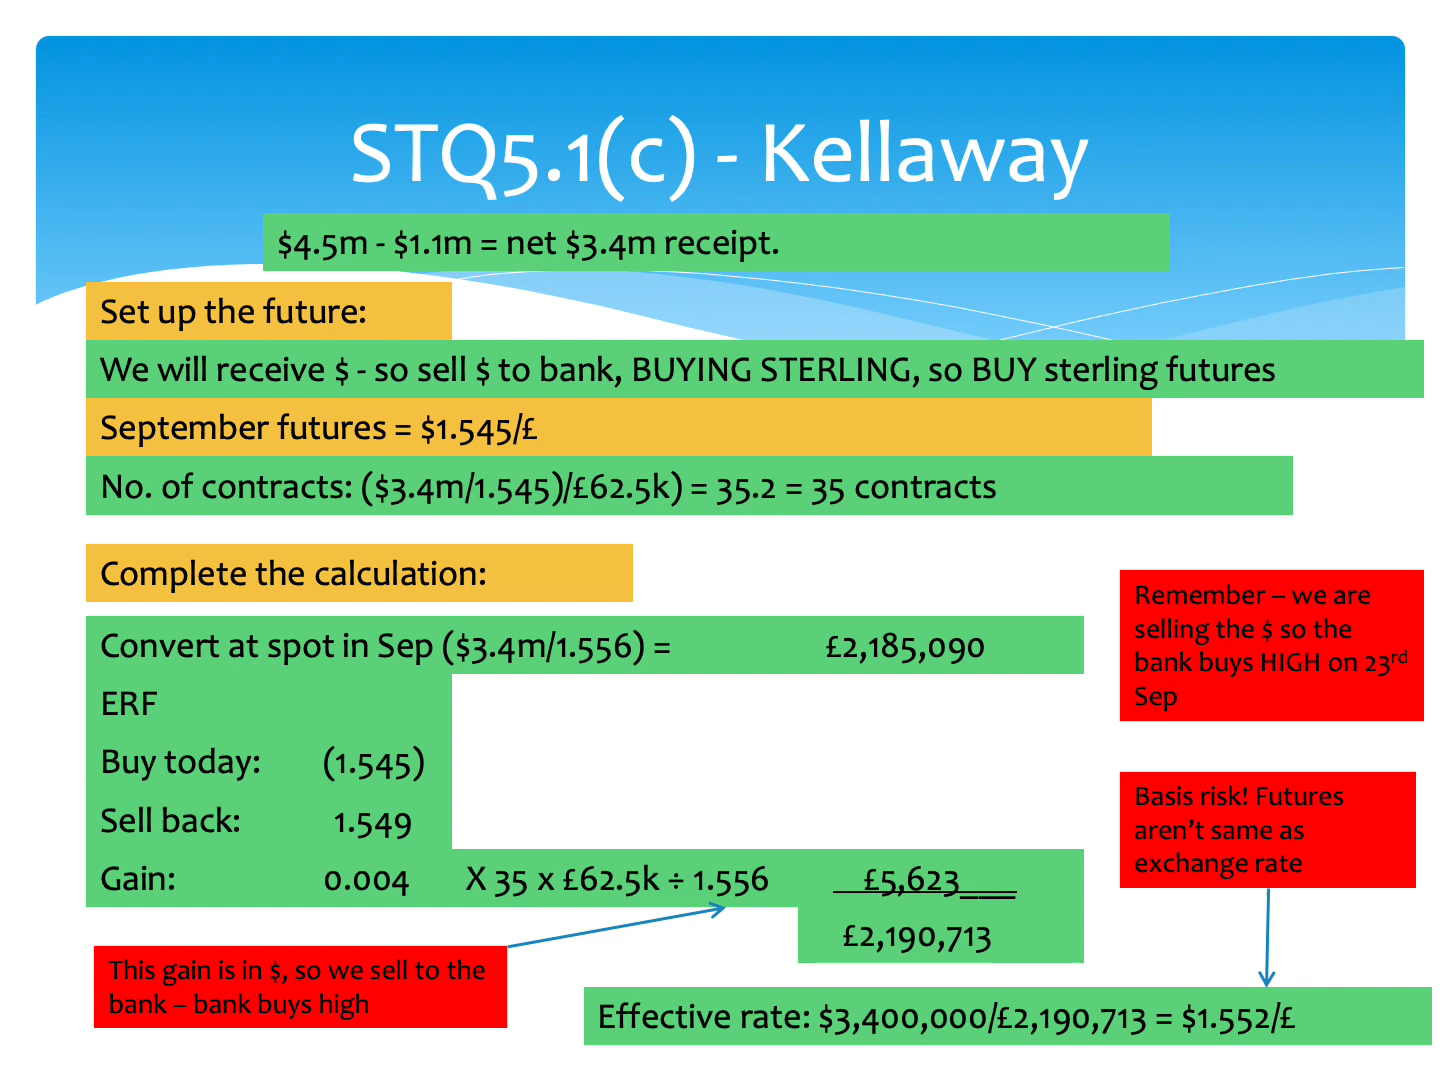 STQ5.1(c) - Kellaway
$4.5m - $1.1m = net $3.4m receipt.
Set up the future:
We will receive $ - so sell $ to bank, BUYING STERLING, so BUY sterling futures
September futures = $1.545/£
No. of contracts: ($3.4m/1.545)/£62.5k) = 35.2 = 35 contracts
Complete the calculation:
Convert at spot in Sep ($3.4m/1.556) = £2,185,090
ERF
Buy today: (1.545)
Sell back: 1.549
Gain: 0.004 X 35 x £62.5k ÷ 1.556 £5,623___
£2,190,713
Remember – we are
selling the $ so the
bank buys HIGH on 23rd
Sep
Basis risk! Futures
aren't same as
exchange rate
This gain is in $, so we sell to the
bank – bank buys high
Effective rate: $3,400,000/£2,190,713 = $1.552/£